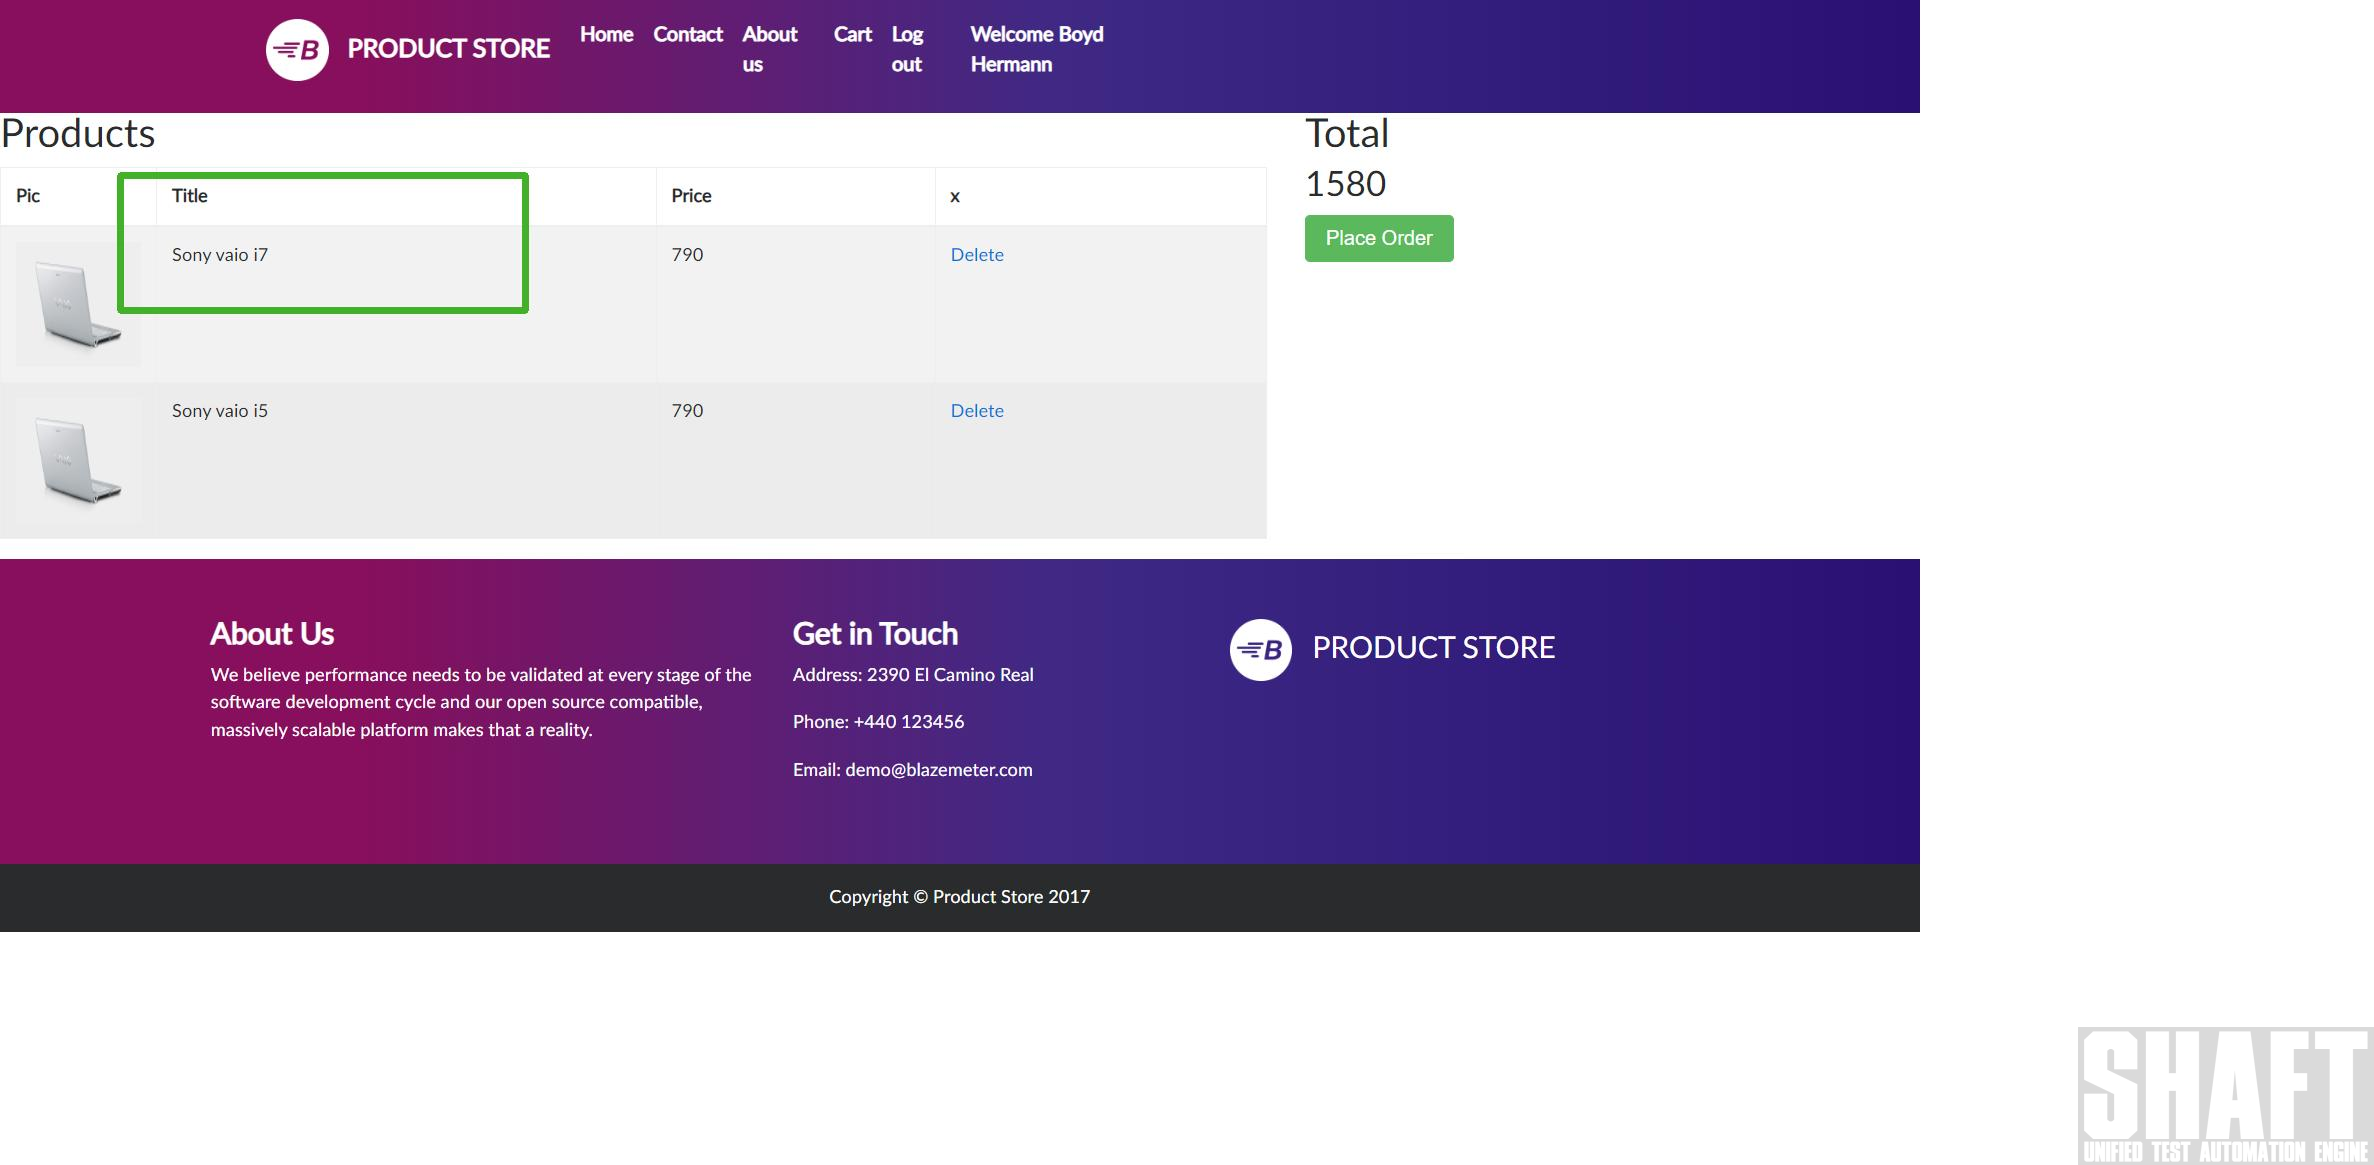 B PRODUCT STORE Home Contact About us Cart Log out Welcome Boyd Hermann
Products
Pic Title Price x
Sony vaio i7 790 Delete
VAIO
Sony vaio i5 790 Delete
VAIO
Total
1580
Place Order
About Us
We believe performance needs to be validated at every stage of the
software development cycle and our open source compatible,
massively scalable platform makes that a reality.
Get in Touch
Address: 2390 El Camino Real
Phone: +440 123456
Email: demo@blazemeter.com
B PRODUCT STORE
Copyright © Product Store 2017
SHAFT
UNIFIED TEST AUTOMATION ENGINE